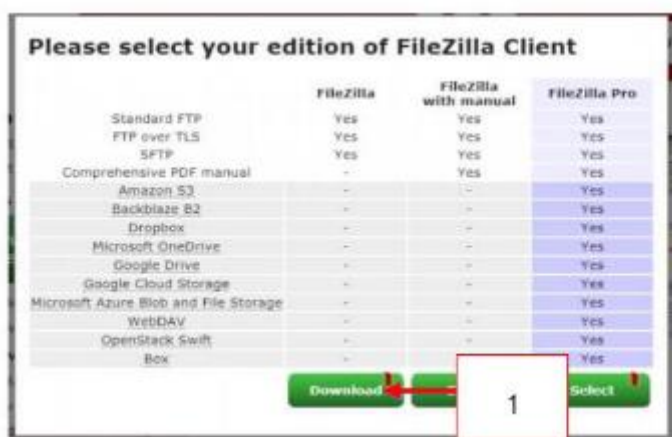 Please select your edition of FileZilla Client
FileZilla FileZilla with manual FileZilla Pro
Standard FTP Yes Yes Yes
FTP over TLS Yes Yes Yes
SFTP Yes Yes Yes
Comprehensive PDF manual - Yes Yes
Amazon S3 - - Yes
Backblaze B2 - - Yes
Dropbox - - Yes
Microsoft OneDrive - - Yes
Google Drive - - Yes
Google Cloud Storage - - Yes
Microsoft Azure Blob and File Storage - - Yes
WebDAV - - Yes
OpenStack Swift - - Yes
Box - - Yes
Download 1 Select